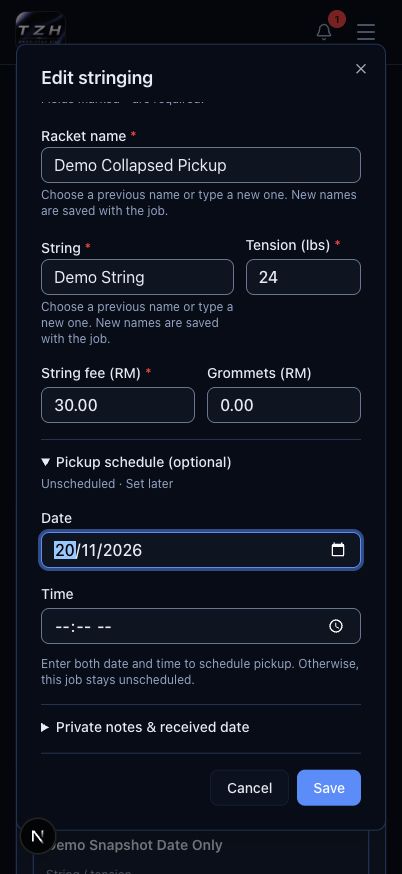 TZH
1
Edit stringing
Racket name *
Demo Collapsed Pickup
Choose a previous name or type a new one. New names
are saved with the job.
String *
Tension (lbs) *
Demo String
24
Choose a previous name or type a
new one. New names are saved
with the job.
String fee (RM) *
Grommets (RM)
30.00
0.00
▼ Pickup schedule (optional)
Unscheduled · Set later
Date
20/11/2026
Time
--:-- --
Enter both date and time to schedule pickup. Otherwise,
this job stays unscheduled.
▶ Private notes & received date
Cancel
Save
N
Demo Snapshot Date Only